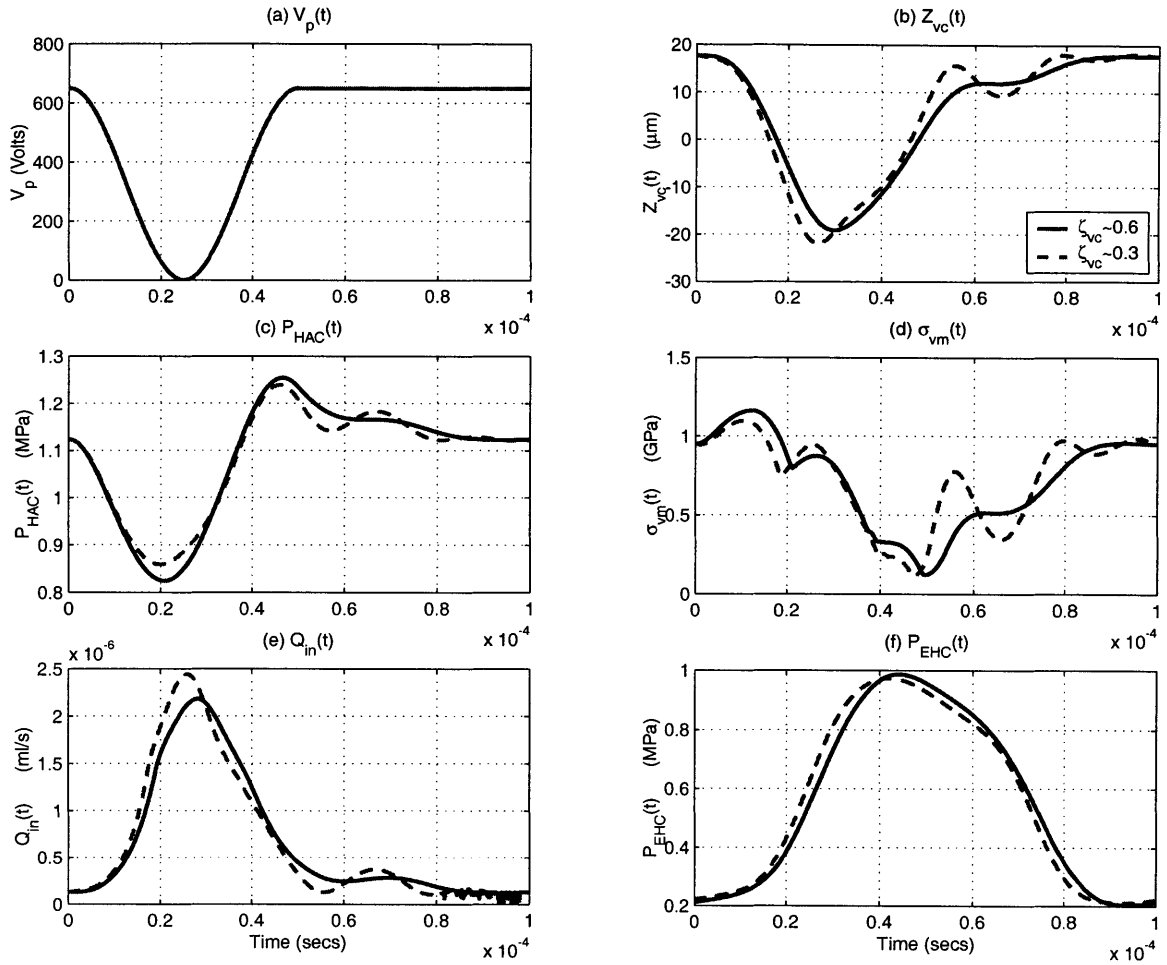 (a) V_p(t)
V_p (Volts)
800
600
400
200
0
0 0.2 0.4 0.6 0.8 1
x 10^-4
(b) Z_vc(t)
Z_vc(t) (μm)
20
10
0
-10
-20
-30
ζ_vc~0.6
ζ_vc~0.3
0 0.2 0.4 0.6 0.8 1
x 10^-4
(c) P_HAC(t)
P_HAC(t) (MPa)
1.3
1.2
1.1
1
0.9
0.8
0 0.2 0.4 0.6 0.8 1
x 10^-4
(d) σ_vm(t)
σ_vm(t) (GPa)
1.5
1
0.5
0
0 0.2 0.4 0.6 0.8 1
x 10^-4
(e) Q_in(t)
x 10^-6
Q_in(t) (ml/s)
2.5
2
1.5
1
0.5
0
0 0.2 0.4 0.6 0.8 1
Time (secs)
x 10^-4
(f) P_EHC(t)
P_EHC(t) (MPa)
1
0.8
0.6
0.4
0.2
0 0.2 0.4 0.6 0.8 1
Time (secs)
x 10^-4